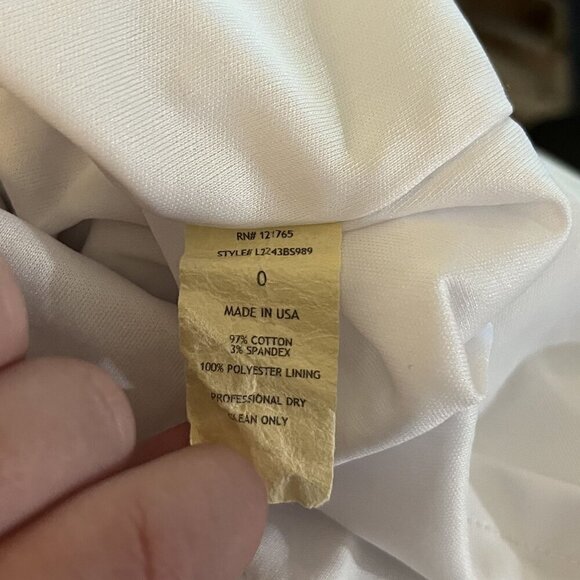 RN# 121765
STYLE# L2243BS989
0
MADE IN USA
97% COTTON
3% SPANDEX
100% POLYESTER LINING
PROFESSIONAL DRY
CLEAN ONLY